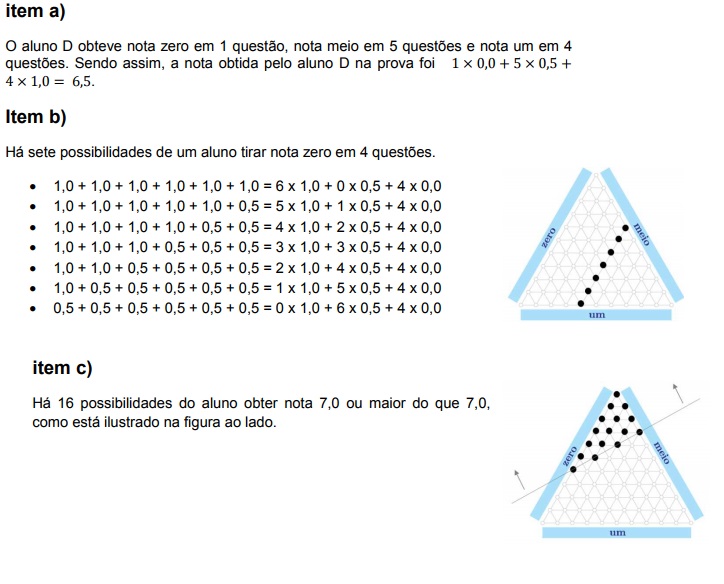 item a)
O aluno D obteve nota zero em 1 questão, nota meio em 5 questões e nota um em 4
questões. Sendo assim, a nota obtida pelo aluno D na prova foi 1 × 0,0 + 5 × 0,5 +
4 × 1,0 = 6,5.
Item b)
Há sete possibilidades de um aluno tirar nota zero em 4 questões.
• 1,0 + 1,0 + 1,0 + 1,0 + 1,0 + 1,0 = 6 x 1,0 + 0 x 0,5 + 4 x 0,0
• 1,0 + 1,0 + 1,0 + 1,0 + 1,0 + 0,5 = 5 x 1,0 + 1 x 0,5 + 4 x 0,0
• 1,0 + 1,0 + 1,0 + 1,0 + 0,5 + 0,5 = 4 x 1,0 + 2 x 0,5 + 4 x 0,0
• 1,0 + 1,0 + 1,0 + 0,5 + 0,5 + 0,5 = 3 x 1,0 + 3 x 0,5 + 4 x 0,0
• 1,0 + 1,0 + 0,5 + 0,5 + 0,5 + 0,5 = 2 x 1,0 + 4 x 0,5 + 4 x 0,0
• 1,0 + 0,5 + 0,5 + 0,5 + 0,5 + 0,5 = 1 x 1,0 + 5 x 0,5 + 4 x 0,0
• 0,5 + 0,5 + 0,5 + 0,5 + 0,5 + 0,5 = 0 x 1,0 + 6 x 0,5 + 4 x 0,0
zero
meio
um
item c)
Há 16 possibilidades do aluno obter nota 7,0 ou maior do que 7,0,
como está ilustrado na figura ao lado.
zero
meio
um